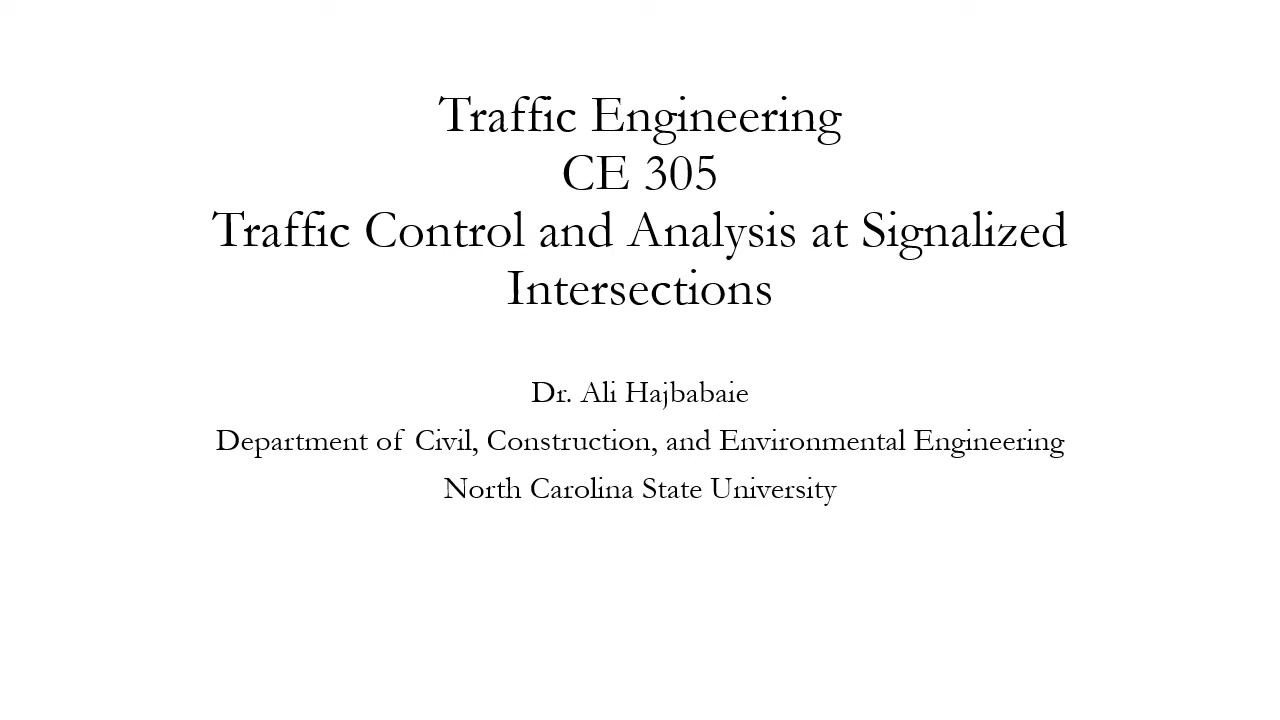 Traffic Engineering
CE 305
Traffic Control and Analysis at Signalized
Intersections
Dr. Ali Hajbabaie
Department of Civil, Construction, and Environmental Engineering
North Carolina State University